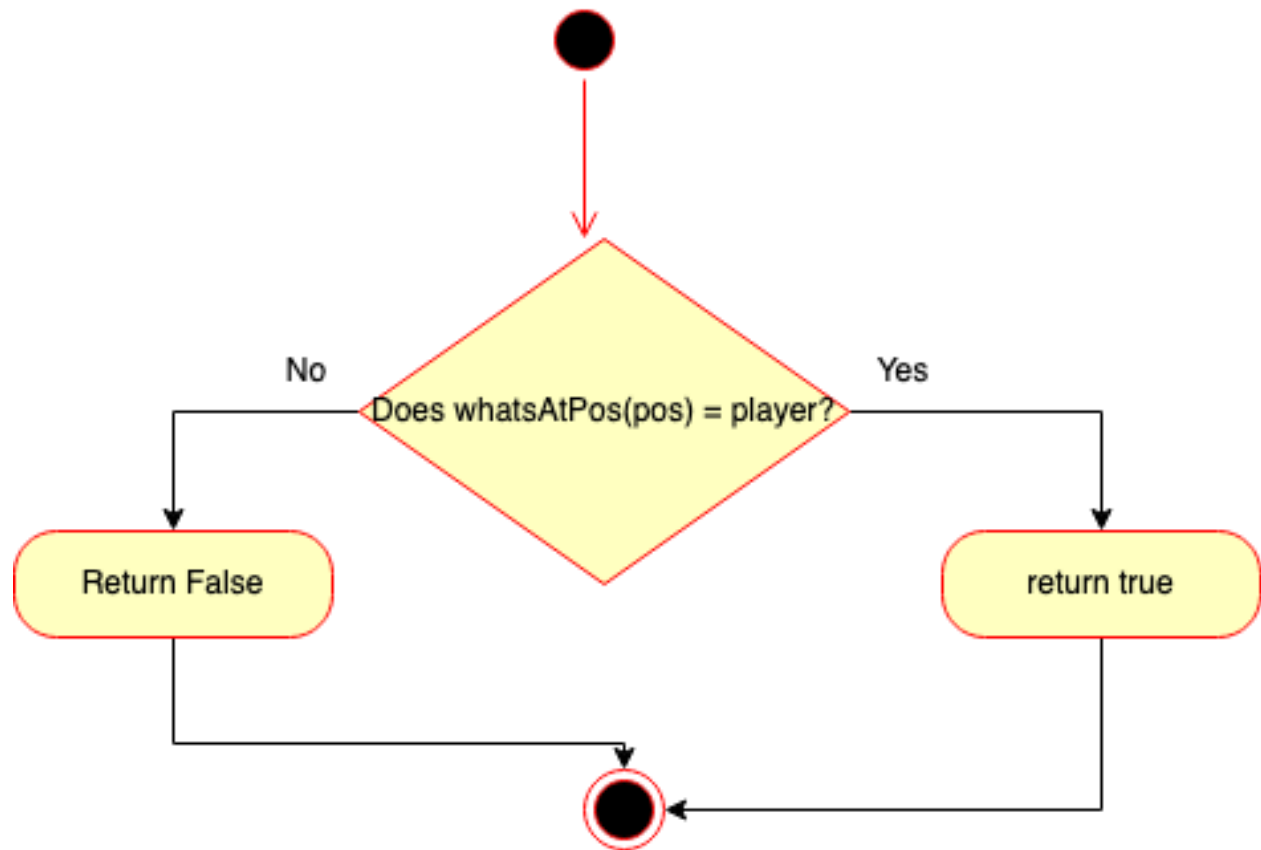 No
Yes
Does whatsAtPos(pos) = player?
Return False
return true